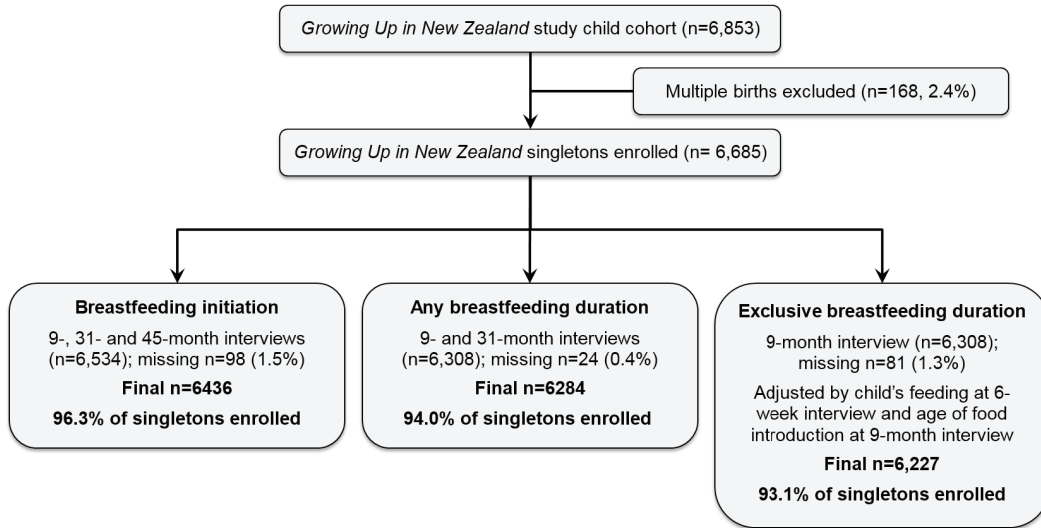 Growing Up in New Zealand study child cohort (n=6,853)
Multiple births excluded (n=168, 2.4%)
Growing Up in New Zealand singletons enrolled (n= 6,685)
Breastfeeding initiation
9-, 31- and 45-month interviews
(n=6,534); missing n=98 (1.5%)
Final n=6436
96.3% of singletons enrolled
Any breastfeeding duration
9- and 31-month interviews
(n=6,308); missing n=24 (0.4%)
Final n=6284
94.0% of singletons enrolled
Exclusive breastfeeding duration
9-month interview (n=6,308);
missing n=81 (1.3%)
Adjusted by child's feeding at 6-
week interview and age of food
introduction at 9-month interview
Final n=6,227
93.1% of singletons enrolled